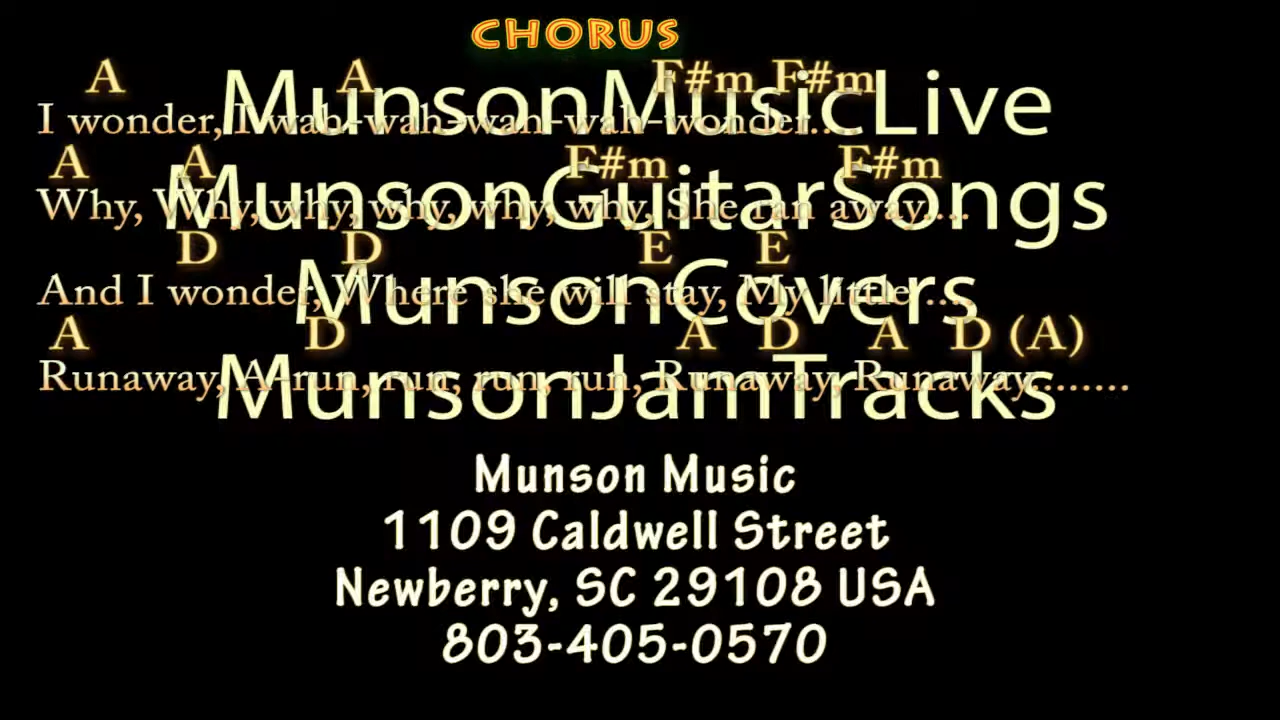 CHORUS
A A F#m F#m
MunsonMusicLive
I wonder, I wah-wah-wah-wah-wonder....
A A F#m F#m
MunsonGuitarSongs
Why, Why, why, why, why, why, She ran away....
D D E E
MunsonCovers
And I wonder, Where she will stay, My little ....
A D A D A D (A)
MunsonJamTracks
Runaway, A-run, run, run, run, Runaway, Runaway........
Munson Music
1109 Caldwell Street
Newberry, SC 29108 USA
803-405-0570